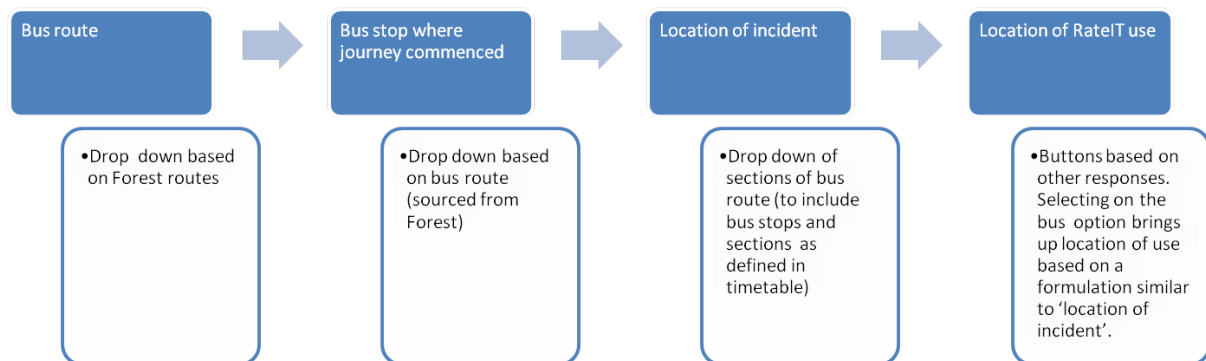 Bus route
Bus stop where
journey commenced
Location of incident
Location of RateIT use
•Drop down based
on Forest routes
•Drop down based
on bus route
(sourced from
Forest)
•Drop down of
sections of bus
route (to include
bus stops and
sections as
defined in
timetable)
•Buttons based on
other responses.
Selecting on the
bus option brings
up location of use
based on a
formulation similar
to ‘location of
incident’.